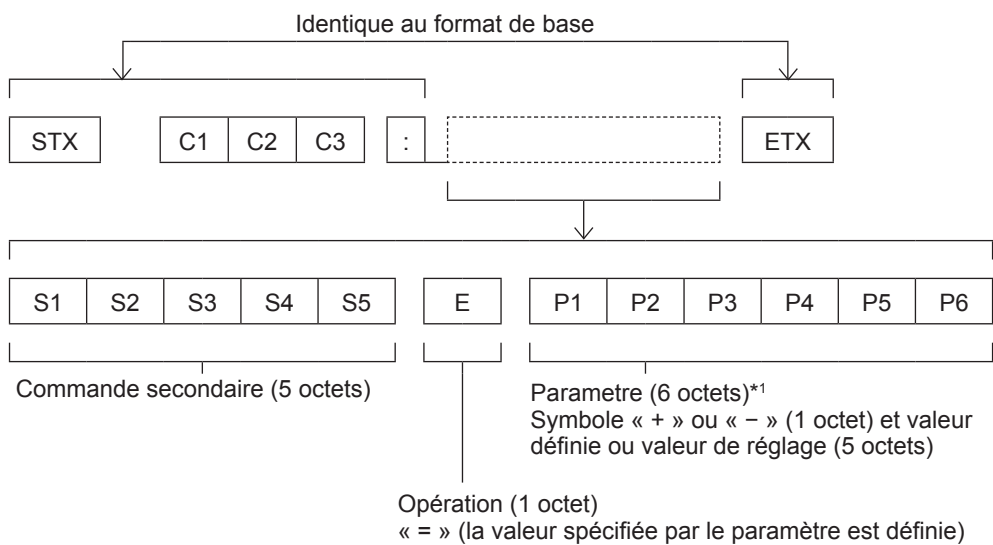 Identique au format de base
STX C1 C2 C3 : ETX
S1 S2 S3 S4 S5 E P1 P2 P3 P4 P5 P6
Commande secondaire (5 octets)
Parametre (6 octets)*1
Symbole « + » ou « − » (1 octet) et valeur
définie ou valeur de réglage (5 octets)
Opération (1 octet)
« = » (la valeur spécifiée par le paramètre est définie)